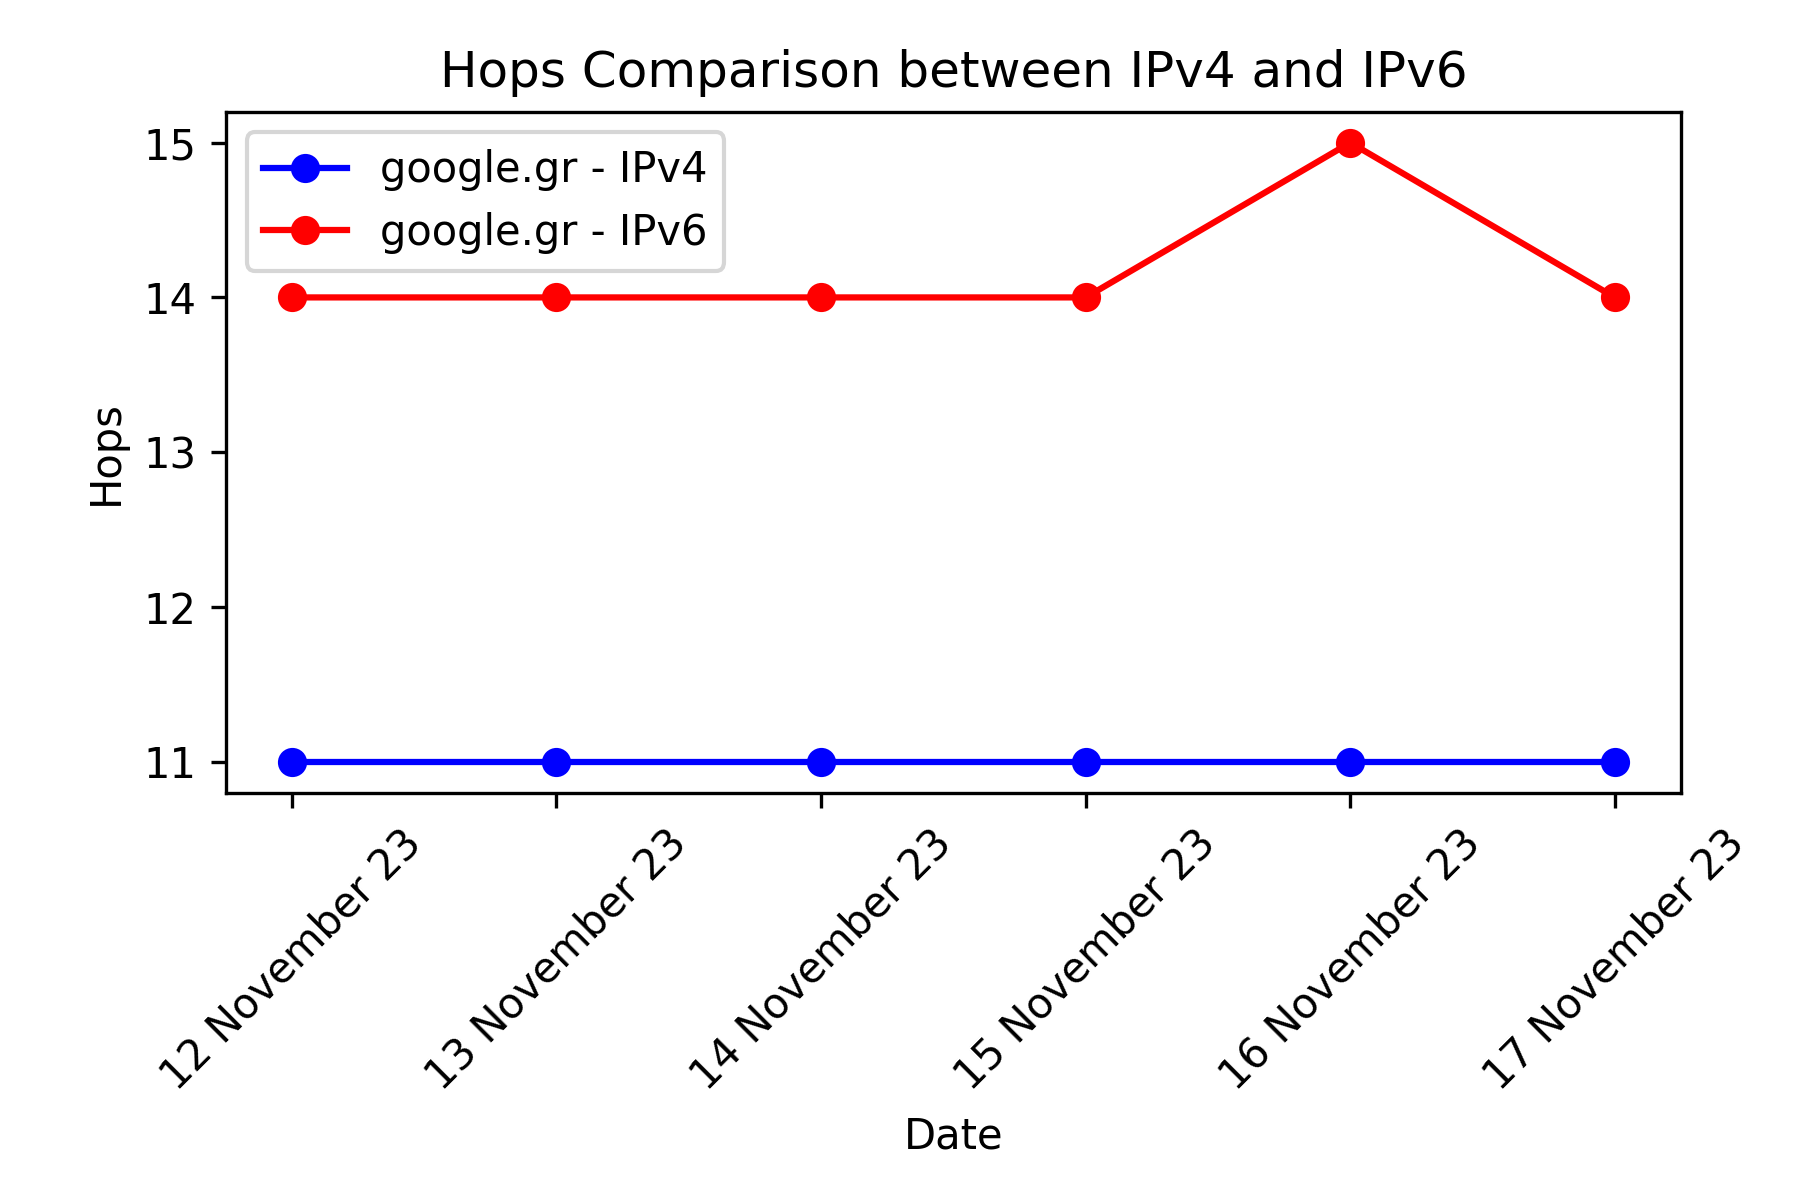 Hops Comparison between IPv4 and IPv6
google.gr - IPv4
google.gr - IPv6
Hops
15
14
13
12
11
12 November 23
13 November 23
14 November 23
15 November 23
16 November 23
17 November 23
Date